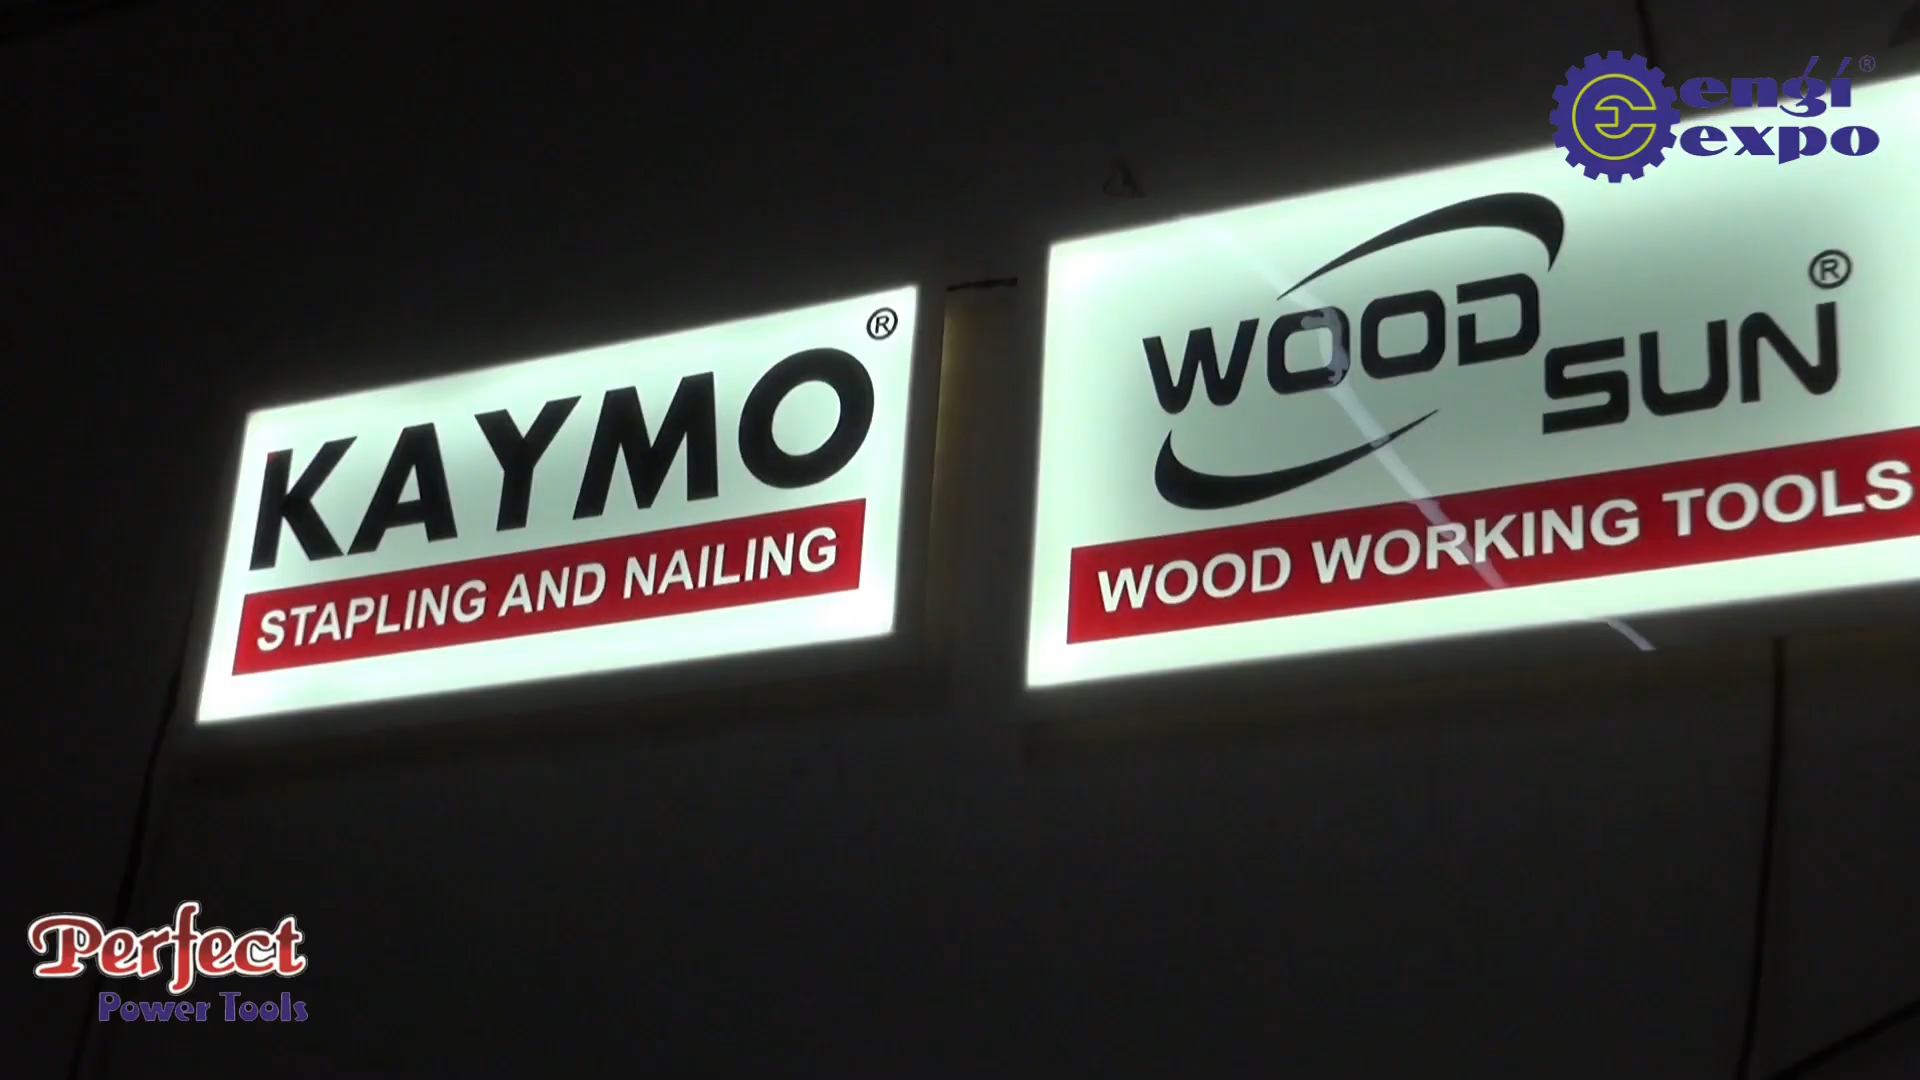 engi®
expo
KAYMO®
STAPLING AND NAILING
WOOD
SUN®
WOOD WORKING TOOLS
Perfect
Power Tools